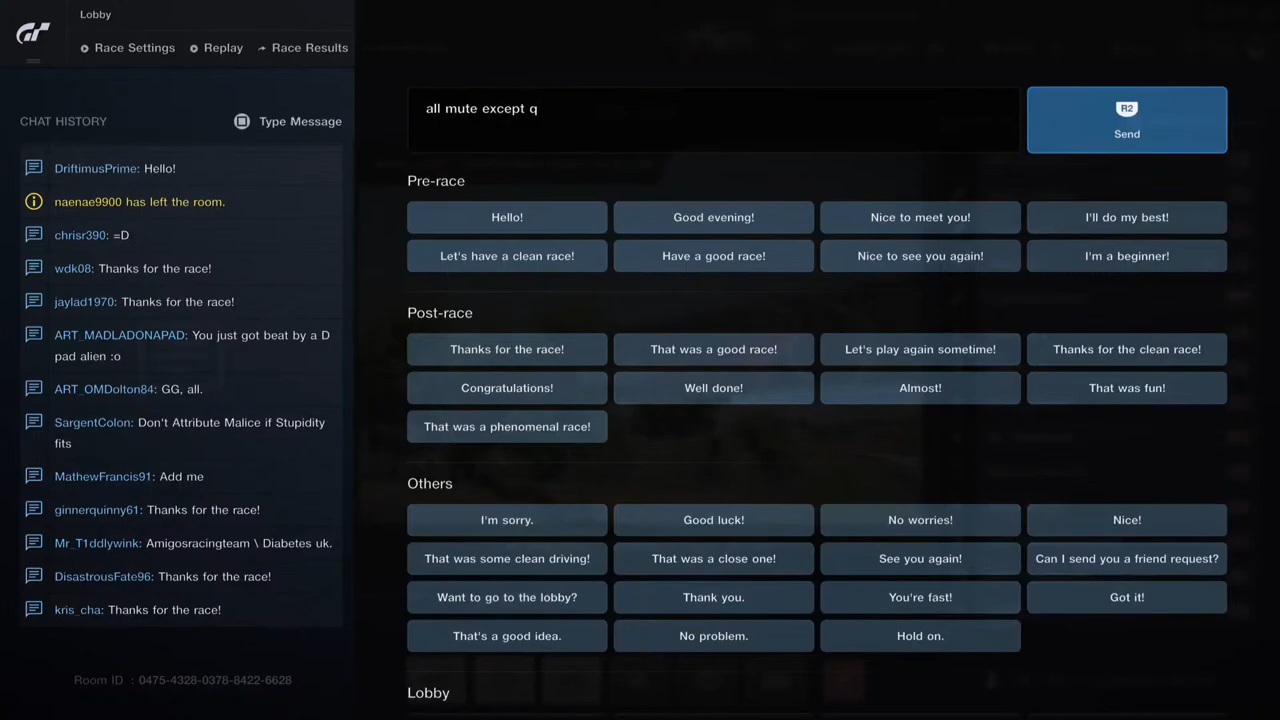 Lobby
Race Settings
Replay
Race Results
CHAT HISTORY
Type Message
DriftimusPrime: Hello!
naenae9900 has left the room.
chrisr390: =D
wdk08: Thanks for the race!
jaylad1970: Thanks for the race!
ART_MADLADONAPAD: You just got beat by a D
pad alien :o
ART_OMDolton84: GG, all.
SargentColon: Don't Attribute Malice if Stupidity
fits
MathewFrancis91: Add me
ginnerquinny61: Thanks for the race!
Mr_T1ddlywink: Amigosracingteam \ Diabetes uk.
DisastrousFate96: Thanks for the race!
kris_cha: Thanks for the race!
Room ID : 0475-4328-0378-8422-6628
all mute except q
R2
Send
Pre-race
Hello!
Good evening!
Nice to meet you!
I'll do my best!
Let's have a clean race!
Have a good race!
Nice to see you again!
I'm a beginner!
Post-race
Thanks for the race!
That was a good race!
Let's play again sometime!
Thanks for the clean race!
Congratulations!
Well done!
Almost!
That was fun!
That was a phenomenal race!
Others
I'm sorry.
Good luck!
No worries!
Nice!
That was some clean driving!
That was a close one!
See you again!
Can I send you a friend request?
Want to go to the lobby?
Thank you.
You're fast!
Got it!
That's a good idea.
No problem.
Hold on.
Lobby